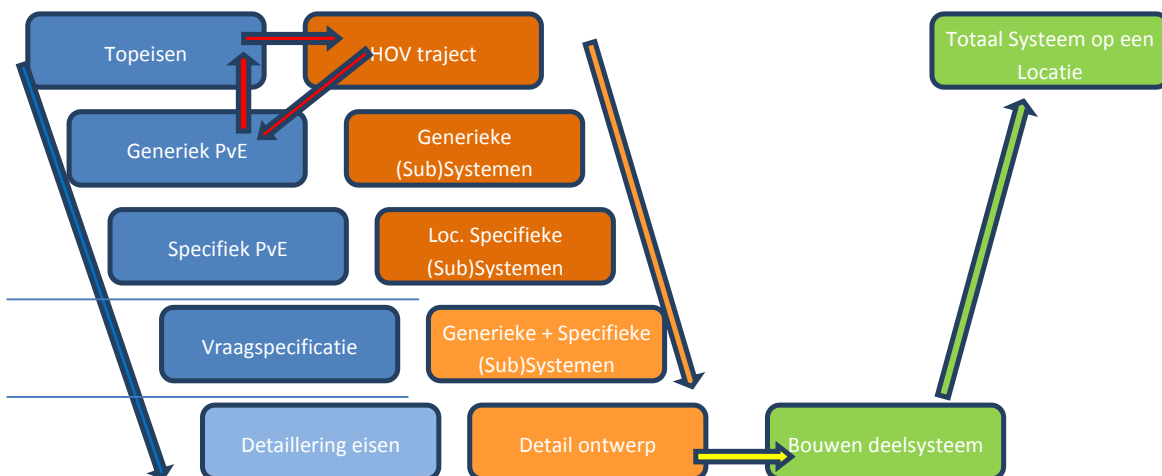 Topeisen
HOV traject
Totaal Systeem op een
Locatie
Generiek PvE
Generieke
(Sub)Systemen
Specifiek PvE
Loc. Specifieke
(Sub)Systemen
Vraagspecificatie
Generieke + Specifieke
(Sub)Systemen
Detaillering eisen
Detail ontwerp
Bouwen deelsysteem